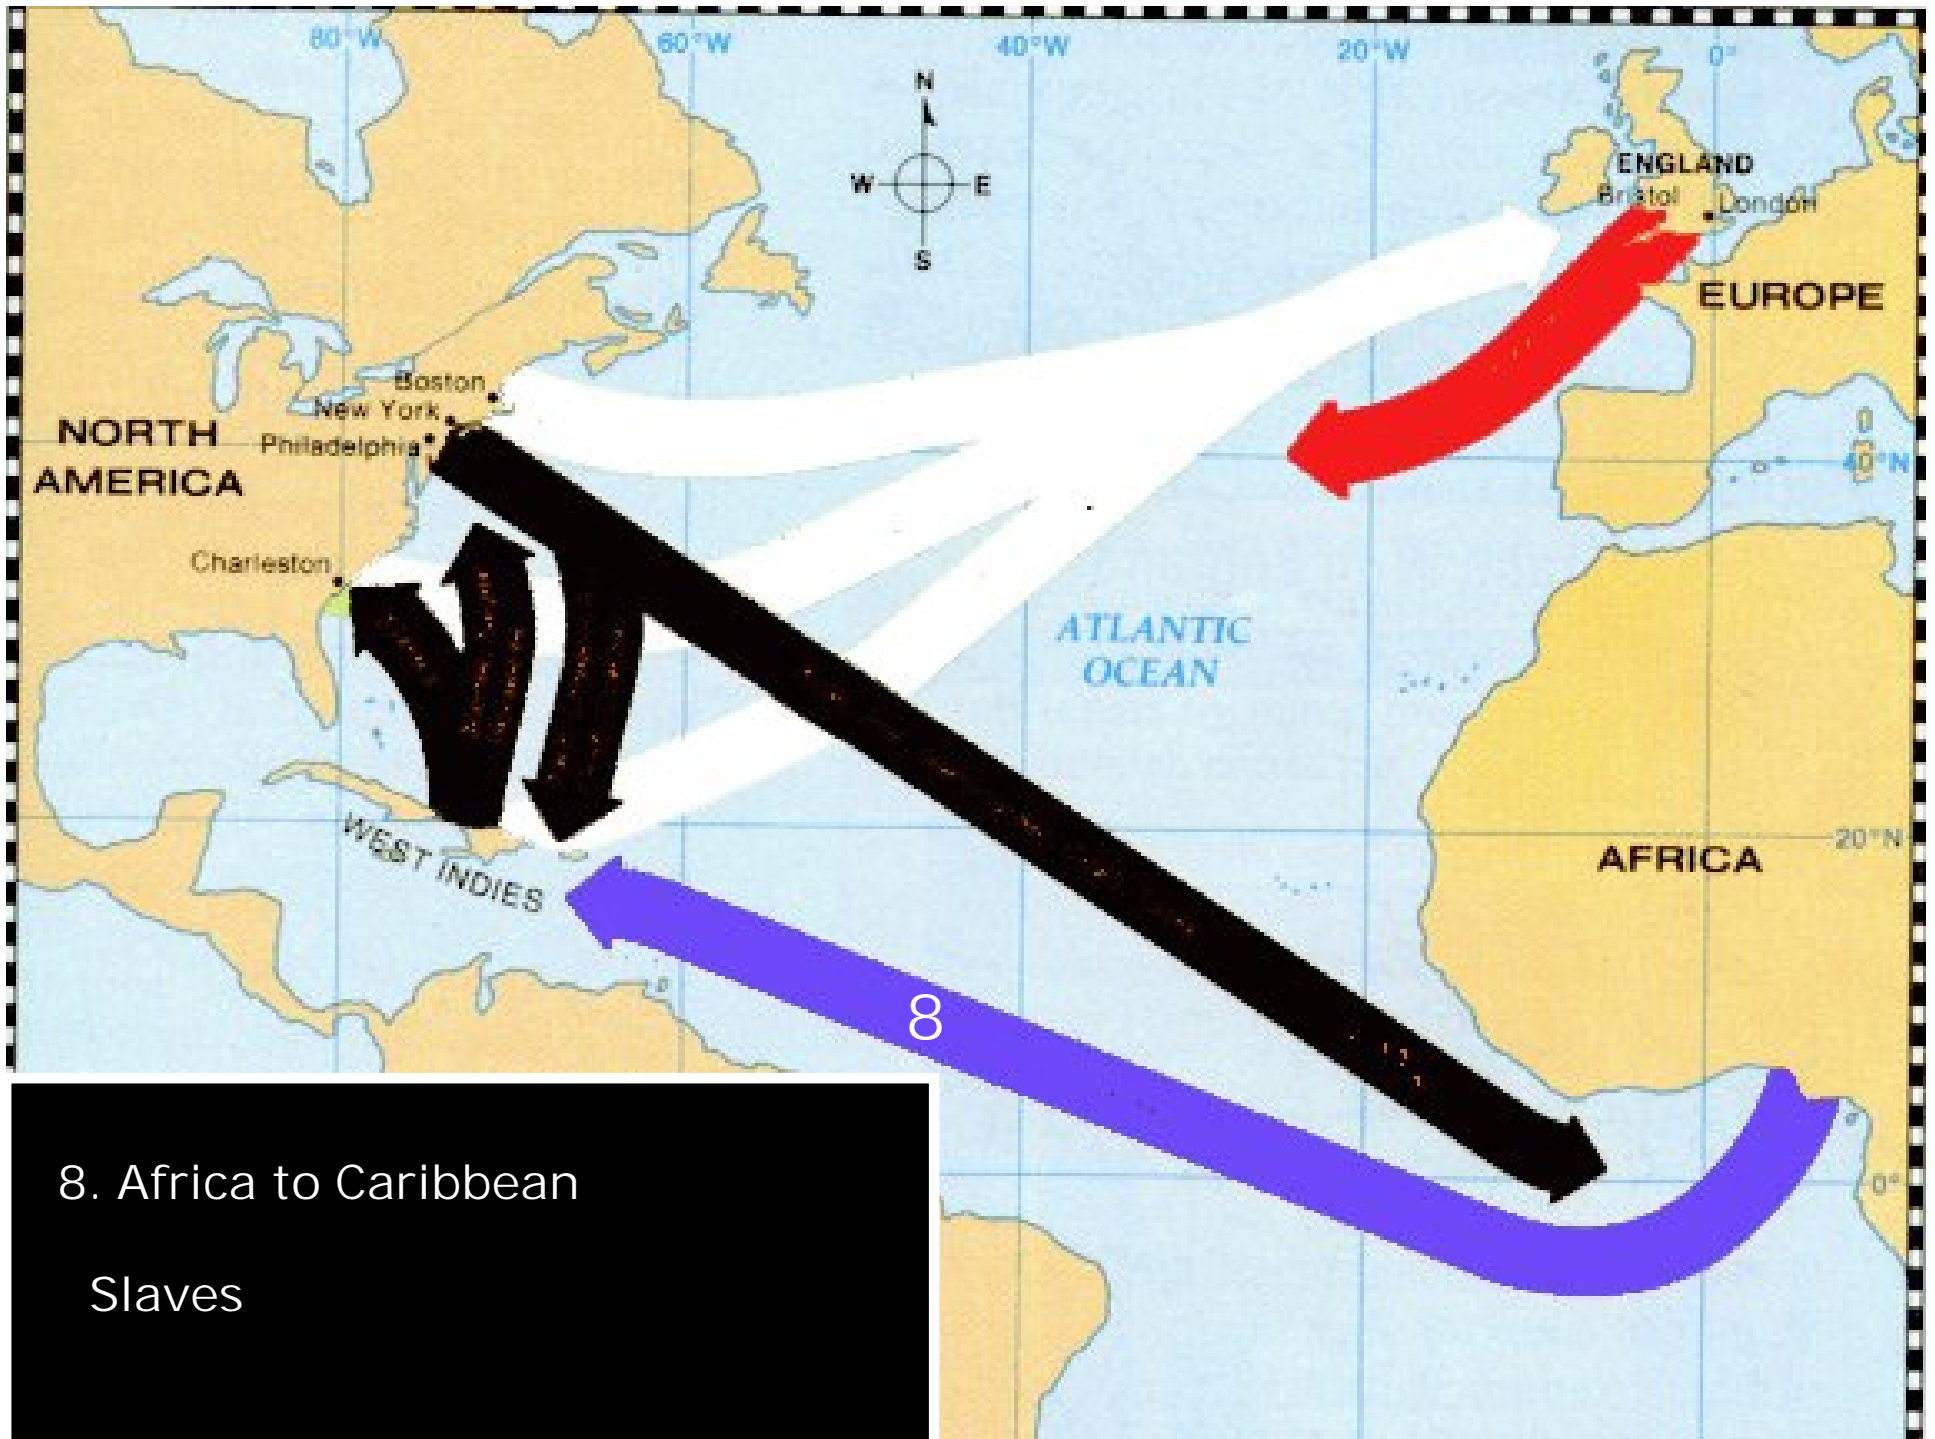 80°W
60°W
40°W
20°W
0°
N
W
E
S
ENGLAND
Bristol
London
EUROPE
Boston
New York
Philadelphia
NORTH
AMERICA
40°N
Charleston
ATLANTIC
OCEAN
WEST INDIES
20°N
AFRICA
8
0°
8. Africa to Caribbean
Slaves